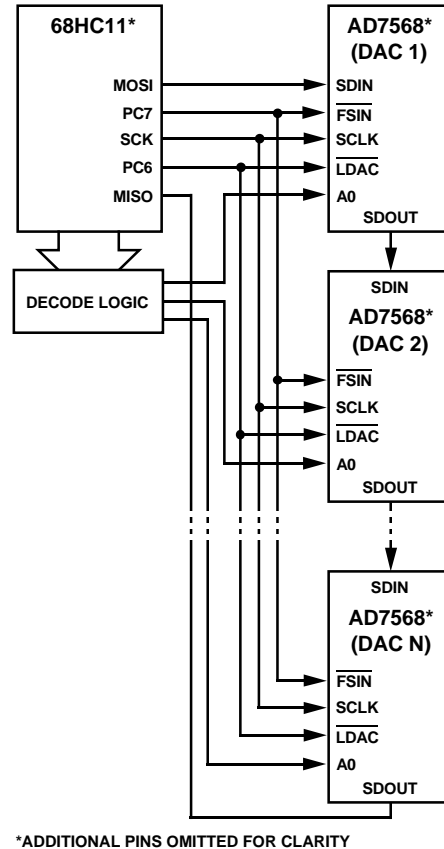 68HC11*
MOSI
PC7
SCK
PC6
MISO
DECODE LOGIC
AD7568*
(DAC 1)
SDIN
FSIN
SCLK
LDAC
A0
SDOUT
SDIN
AD7568*
(DAC 2)
FSIN
SCLK
LDAC
A0
SDOUT
SDIN
AD7568*
(DAC N)
FSIN
SCLK
LDAC
A0
SDOUT
*ADDITIONAL PINS OMITTED FOR CLARITY